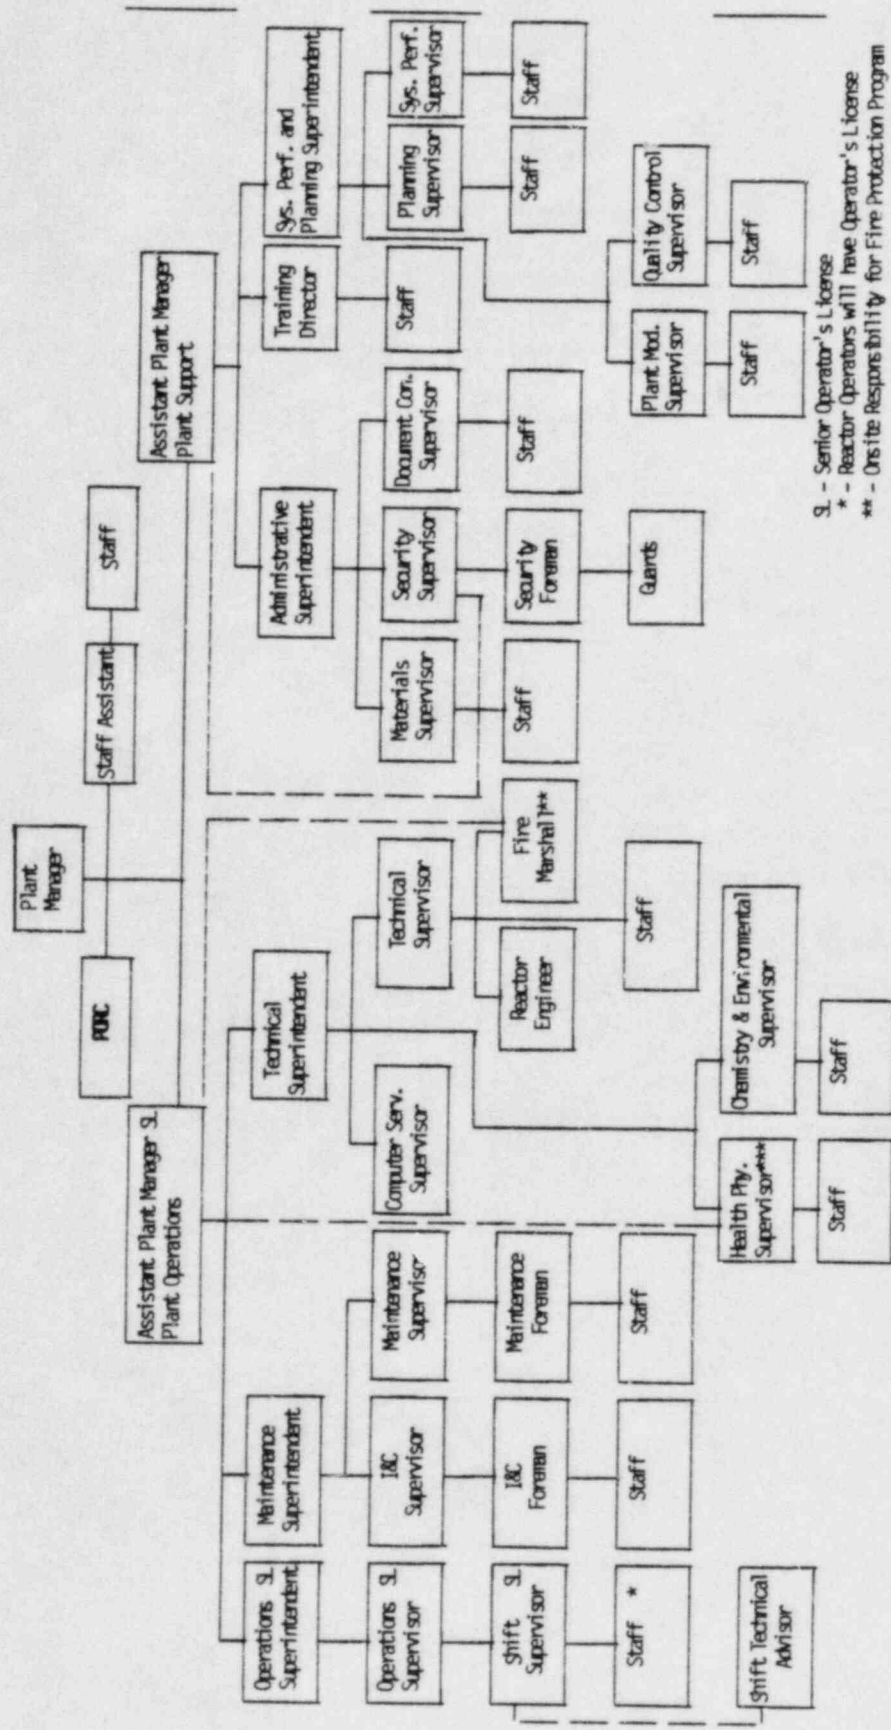 Plant
Manager
PORC
Staff Assistant
Staff
Assistant Plant Manager SL
Plant Operations
Assistant Plant Manager
Plant Support
Operations SL
Superintendent
Maintenance
Superintendent
Technical
Superintendent
Administrative
Superintendent
Training
Director
Sys. Perf. and
Planning Superintendent
Operations SL
Supervisor
I&C
Supervisor
Maintenance
Supervisor
Computer Serv.
Supervisor
Technical
Supervisor
Materials
Supervisor
Security
Supervisor
Document Con.
Supervisor
Staff
Planning
Supervisor
Sys. Perf.
Supervisor
Shift SL
Supervisor
I&C
Foreman
Maintenance
Foreman
Reactor
Engineer
Fire
Marshall**
Staff
Security
Foreman
Staff
Staff
Staff
Staff *
Staff
Staff
Staff
Guards
Plant Mod.
Supervisor
Quality Control
Supervisor
Shift Technical
Advisor
Health Phy.
Supervisor***
Chemistry & Environmental
Supervisor
Staff
Staff
Staff
Staff
SL - Senior Operator's License
* - Reactor Operators will have Operator's License
** - Onsite Responsibility for Fire Protection Program